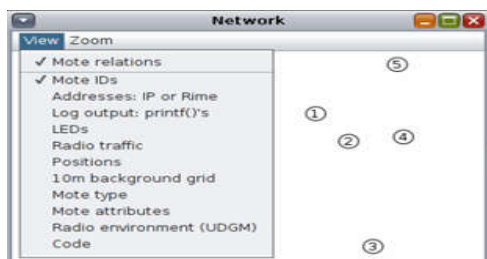 Network
View Zoom
✓ Mote relations
✓ Mote IDs
Addresses: IP or Rime
Log output: printf()'s
LEDs
Radio traffic
Positions
10m background grid
Mote type
Mote attributes
Radio environment (UDGM)
Code
5
1
2
4
3